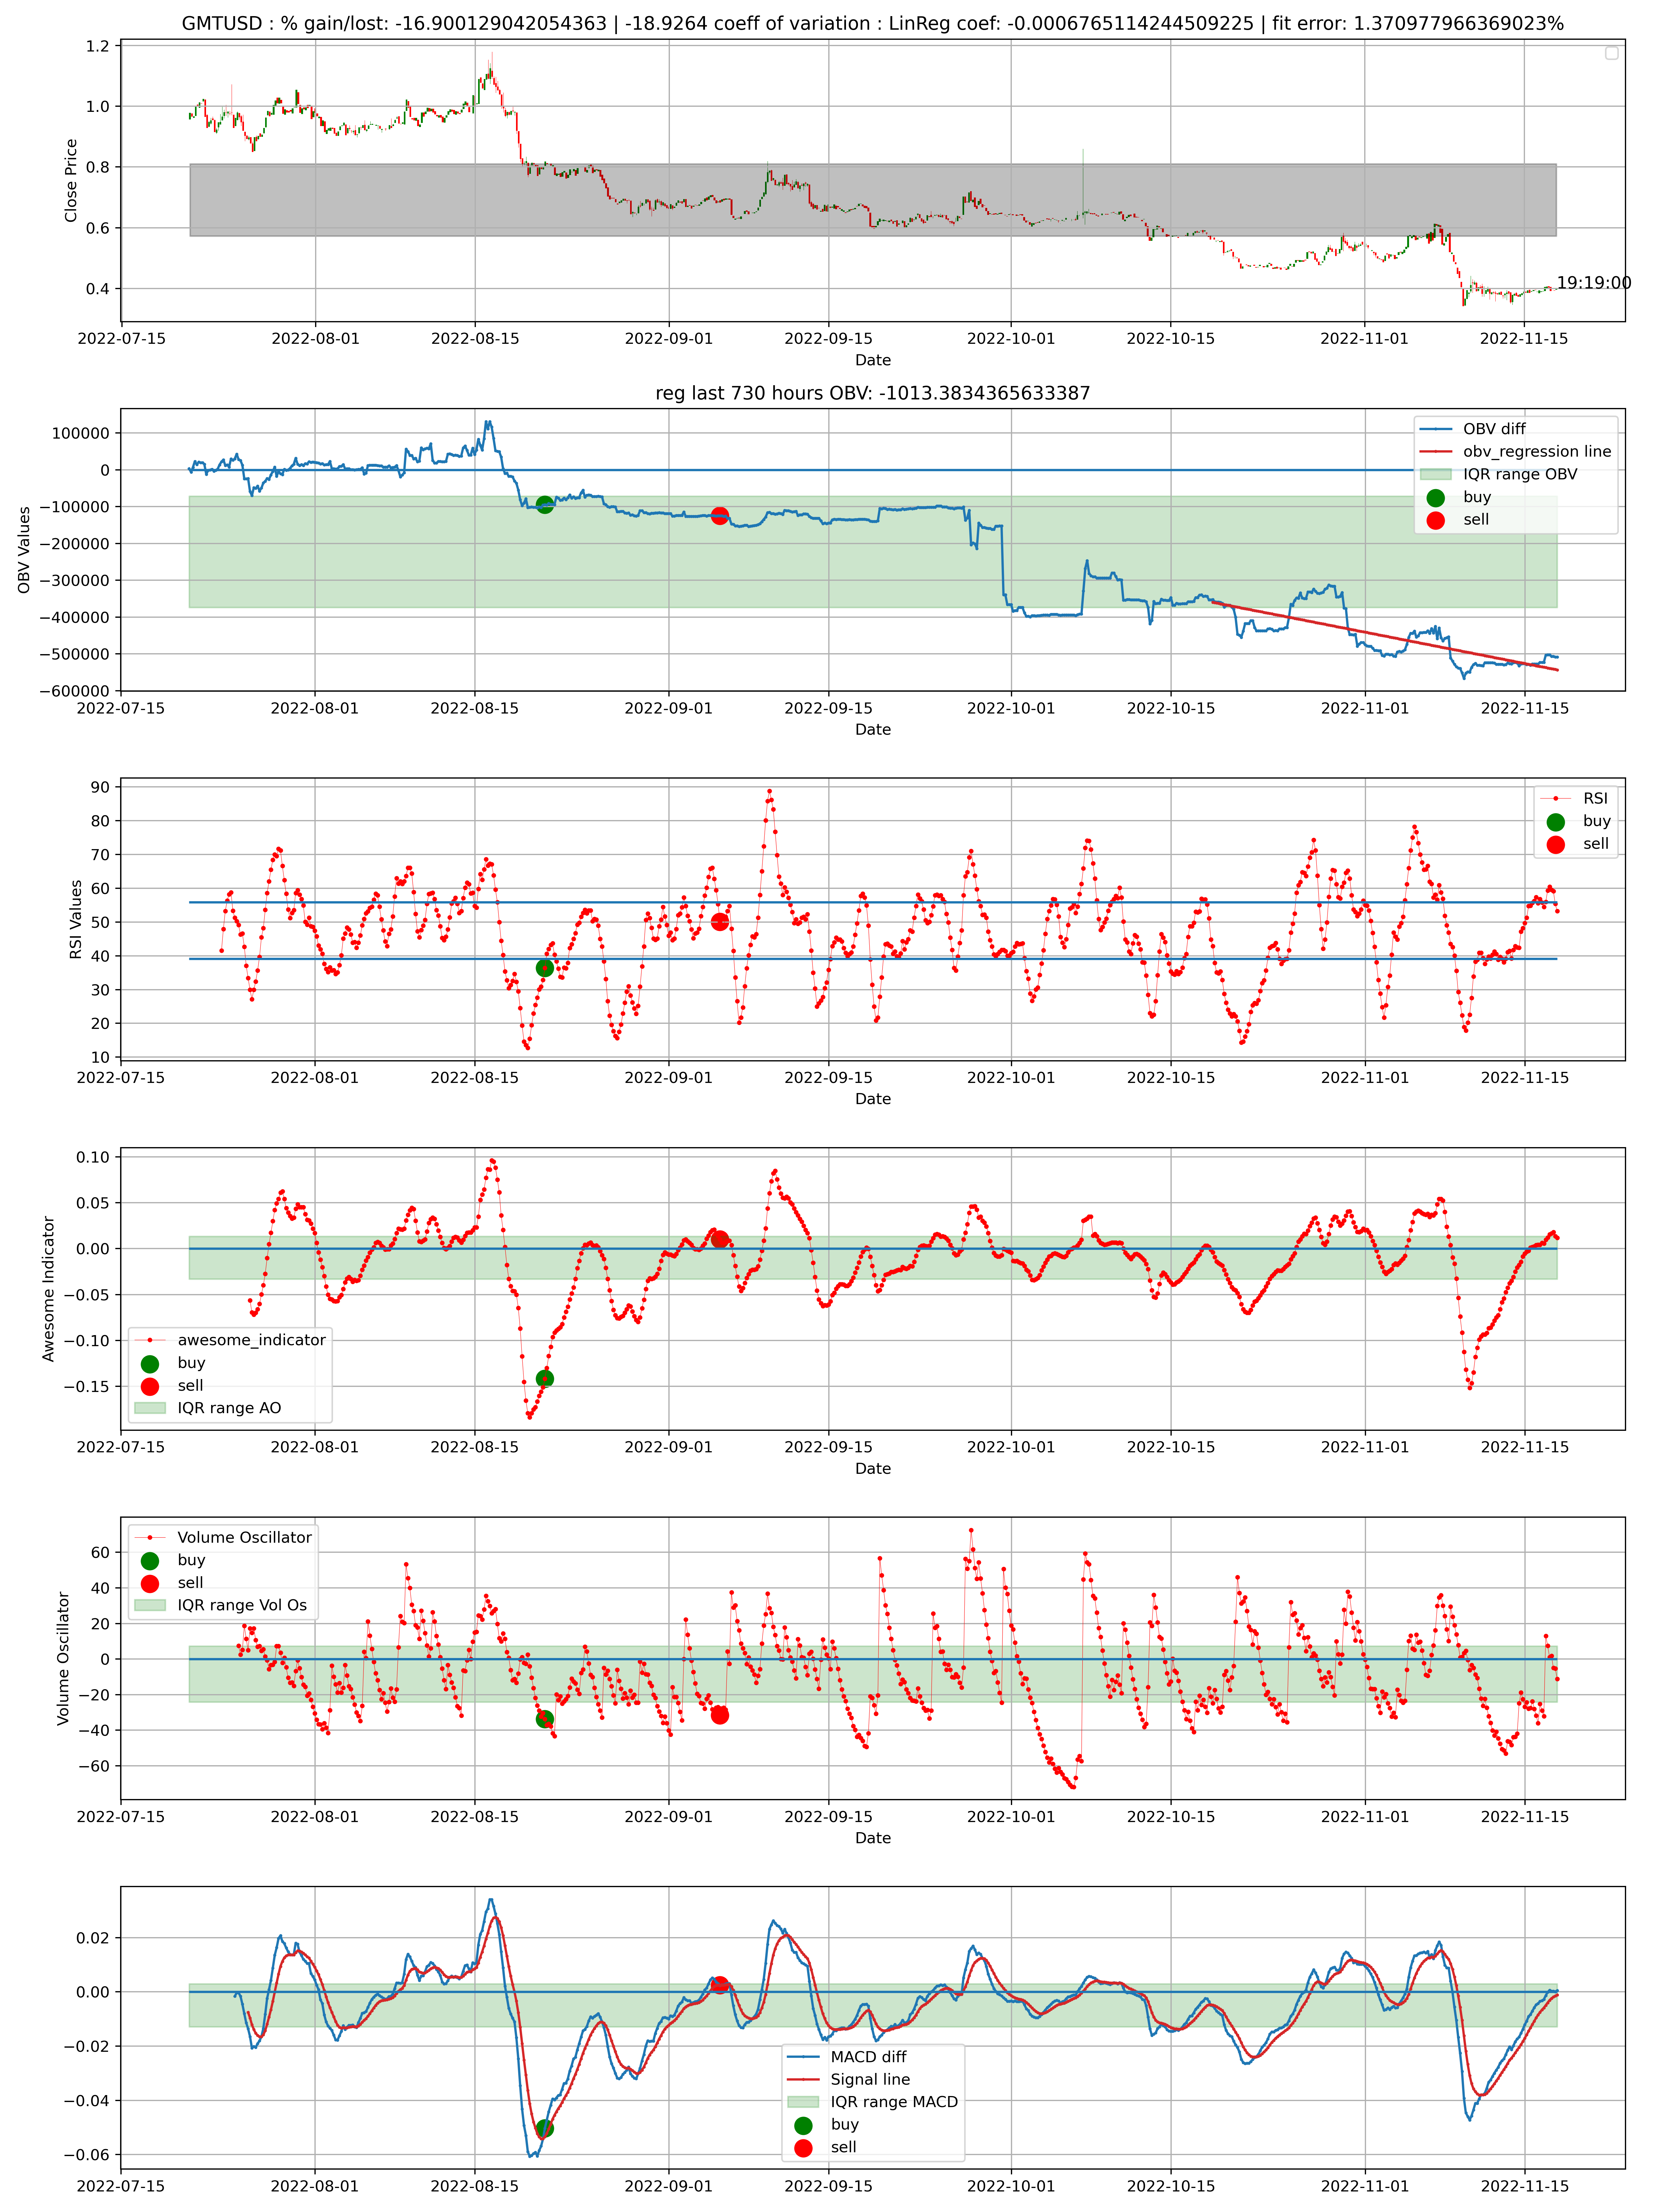 GMTUSD : % gain/lost: -16.900129042054363 | -18.9264 coeff of variation : LinReg coef: -0.0006765114244509225 | fit error: 1.370977966369023%
1.2
1.0
0.8
0.6
0.4
Close Price
19:19:00
2022-07-15 2022-08-01 2022-08-15 2022-09-01 2022-09-15 2022-10-01 2022-10-15 2022-11-01 2022-11-15
Date
reg last 730 hours OBV: -1013.3834365633387
100000
0
−100000
−200000
−300000
−400000
−500000
−600000
OBV Values
OBV diff
obv_regression line
IQR range OBV
buy
sell
2022-07-15 2022-08-01 2022-08-15 2022-09-01 2022-09-15 2022-10-01 2022-10-15 2022-11-01 2022-11-15
Date
90
80
70
60
50
40
30
20
10
RSI Values
RSI
buy
sell
2022-07-15 2022-08-01 2022-08-15 2022-09-01 2022-09-15 2022-10-01 2022-10-15 2022-11-01 2022-11-15
Date
0.10
0.05
0.00
−0.05
−0.10
−0.15
Awesome Indicator
awesome_indicator
buy
sell
IQR range AO
2022-07-15 2022-08-01 2022-08-15 2022-09-01 2022-09-15 2022-10-01 2022-10-15 2022-11-01 2022-11-15
Date
60
40
20
0
−20
−40
−60
Volume Oscillator
Volume Oscillator
buy
sell
IQR range Vol Os
2022-07-15 2022-08-01 2022-08-15 2022-09-01 2022-09-15 2022-10-01 2022-10-15 2022-11-01 2022-11-15
Date
0.02
0.00
−0.02
−0.04
−0.06
MACD diff
Signal line
IQR range MACD
buy
sell
2022-07-15 2022-08-01 2022-08-15 2022-09-01 2022-09-15 2022-10-01 2022-10-15 2022-11-01 2022-11-15